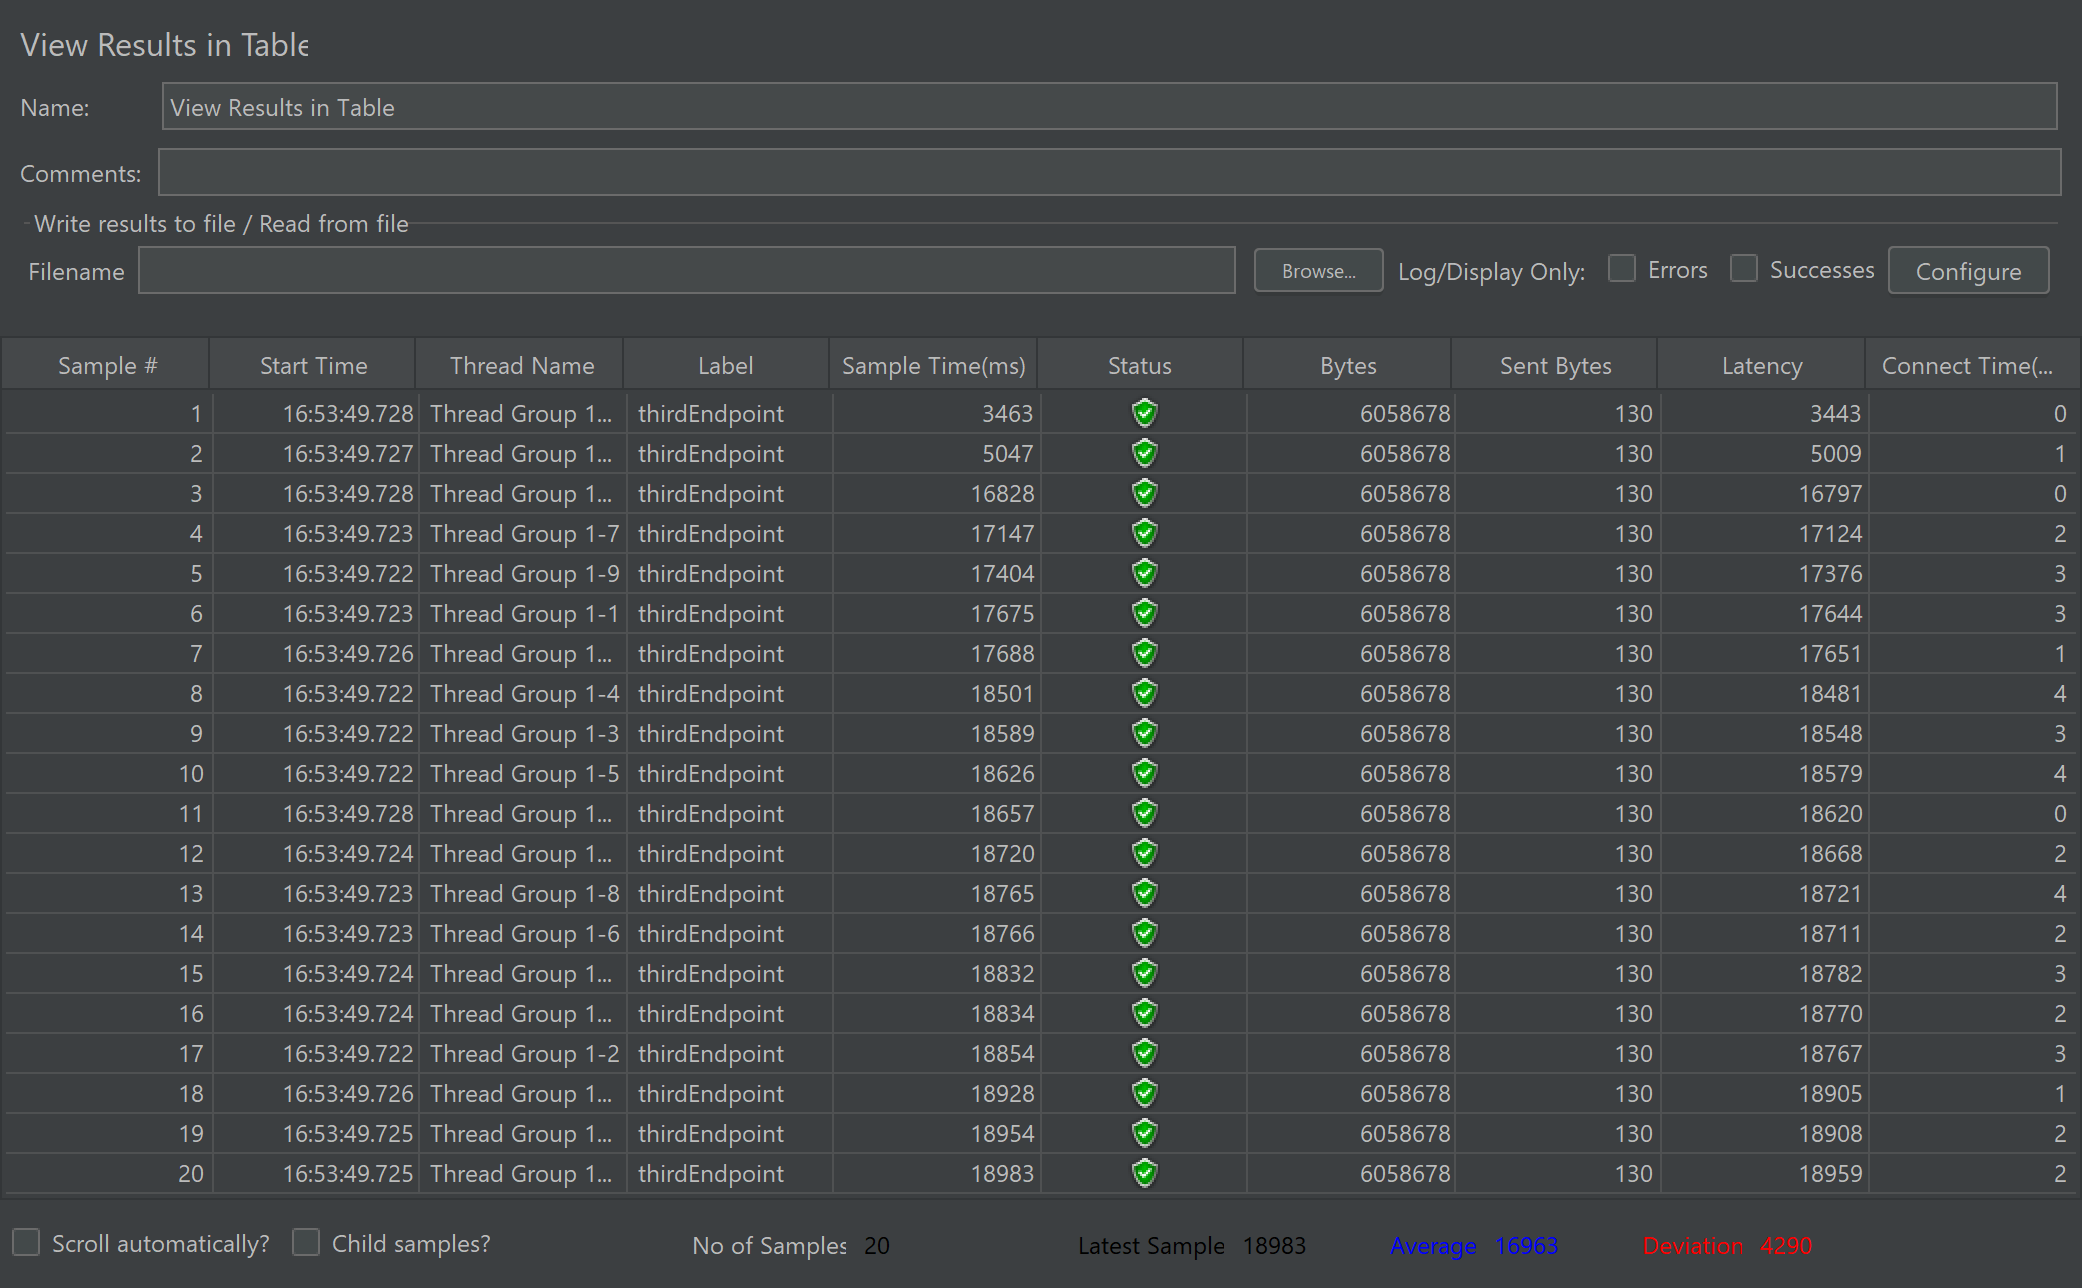 View Results in Table
Name: View Results in Table
Comments:
Write results to file / Read from file
Filename Browse... Log/Display Only: Errors Successes Configure
Sample # Start Time Thread Name Label Sample Time(ms) Status Bytes Sent Bytes Latency Connect Time(...
1 16:53:49.728 Thread Group 1... thirdEndpoint 3463 6058678 130 3443 0
2 16:53:49.727 Thread Group 1... thirdEndpoint 5047 6058678 130 5009 1
3 16:53:49.728 Thread Group 1... thirdEndpoint 16828 6058678 130 16797 0
4 16:53:49.723 Thread Group 1-7 thirdEndpoint 17147 6058678 130 17124 2
5 16:53:49.722 Thread Group 1-9 thirdEndpoint 17404 6058678 130 17376 3
6 16:53:49.723 Thread Group 1-1 thirdEndpoint 17675 6058678 130 17644 3
7 16:53:49.726 Thread Group 1... thirdEndpoint 17688 6058678 130 17651 1
8 16:53:49.722 Thread Group 1-4 thirdEndpoint 18501 6058678 130 18481 4
9 16:53:49.722 Thread Group 1-3 thirdEndpoint 18589 6058678 130 18548 3
10 16:53:49.722 Thread Group 1-5 thirdEndpoint 18626 6058678 130 18579 4
11 16:53:49.728 Thread Group 1... thirdEndpoint 18657 6058678 130 18620 0
12 16:53:49.724 Thread Group 1... thirdEndpoint 18720 6058678 130 18668 2
13 16:53:49.723 Thread Group 1-8 thirdEndpoint 18765 6058678 130 18721 4
14 16:53:49.723 Thread Group 1-6 thirdEndpoint 18766 6058678 130 18711 2
15 16:53:49.724 Thread Group 1... thirdEndpoint 18832 6058678 130 18782 3
16 16:53:49.724 Thread Group 1... thirdEndpoint 18834 6058678 130 18770 2
17 16:53:49.722 Thread Group 1-2 thirdEndpoint 18854 6058678 130 18767 3
18 16:53:49.726 Thread Group 1... thirdEndpoint 18928 6058678 130 18905 1
19 16:53:49.725 Thread Group 1... thirdEndpoint 18954 6058678 130 18908 2
20 16:53:49.725 Thread Group 1... thirdEndpoint 18983 6058678 130 18959 2
Scroll automatically? Child samples? No of Samples 20 Latest Sample 18983 Average 16963 Deviation 4290